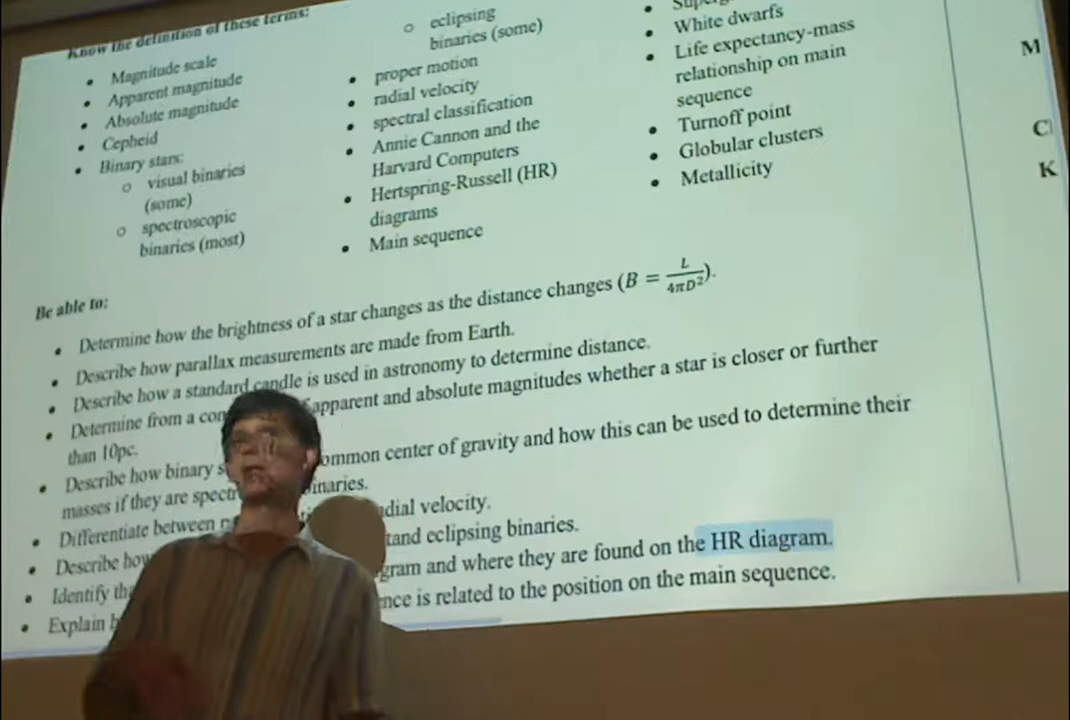 Know the definition of these terms:
• Magnitude scale
• Apparent magnitude
• Absolute magnitude
• Cepheid
• Binary stars:
o visual binaries
(some)
o spectroscopic
binaries (most)
o eclipsing
binaries (some)
• proper motion
• radial velocity
• spectral classification
• Annie Cannon and the
Harvard Computers
• Hertspring-Russell (HR)
diagrams
• Main sequence
• White dwarfs
• Life expectancy-mass
relationship on main
sequence
• Turnoff point
• Globular clusters
• Metallicity
M
C
K
Be able to:
• Determine how the brightness of a star changes as the distance changes (B = L/4πD²).
• Describe how parallax measurements are made from Earth.
• Describe how a standard candle is used in astronomy to determine distance.
• Determine from a con apparent and absolute magnitudes whether a star is closer or further
than 10pc.
• Describe how binary s ommon center of gravity and how this can be used to determine their
masses if they are spectr inaries.
• Differentiate between adial velocity.
• Describe how tand eclipsing binaries.
• Identify th gram and where they are found on the HR diagram.
• Explain nce is related to the position on the main sequence.